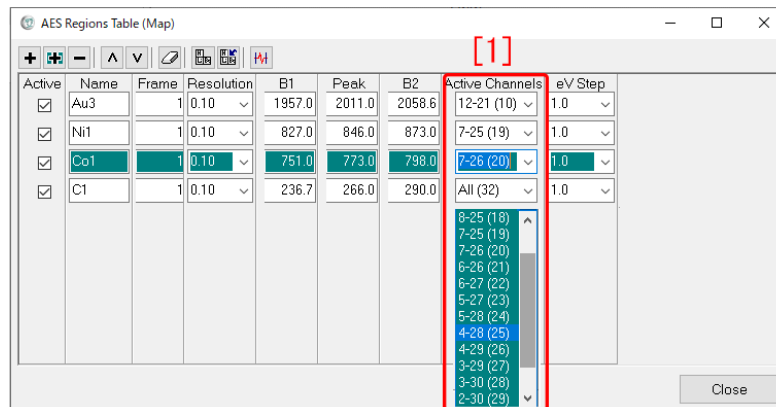 AES Regions Table (Map)
[1]
Active Name Frame Resolution B1 Peak B2 Active Channels eV Step
Au3 1 0.10 1957.0 2011.0 2058.6 12-21 (10) 1.0
Ni1 1 0.10 827.0 846.0 873.0 7-25 (19) 1.0
Co1 1 0.10 751.0 773.0 798.0 7-26 (20) 1.0
C1 1 0.10 236.7 266.0 290.0 All (32) 1.0
8-25 (18)
7-25 (19)
7-26 (20)
6-26 (21)
6-27 (22)
5-27 (23)
5-28 (24)
4-28 (25)
4-29 (26)
3-29 (27)
3-30 (28)
2-30 (29)
Close